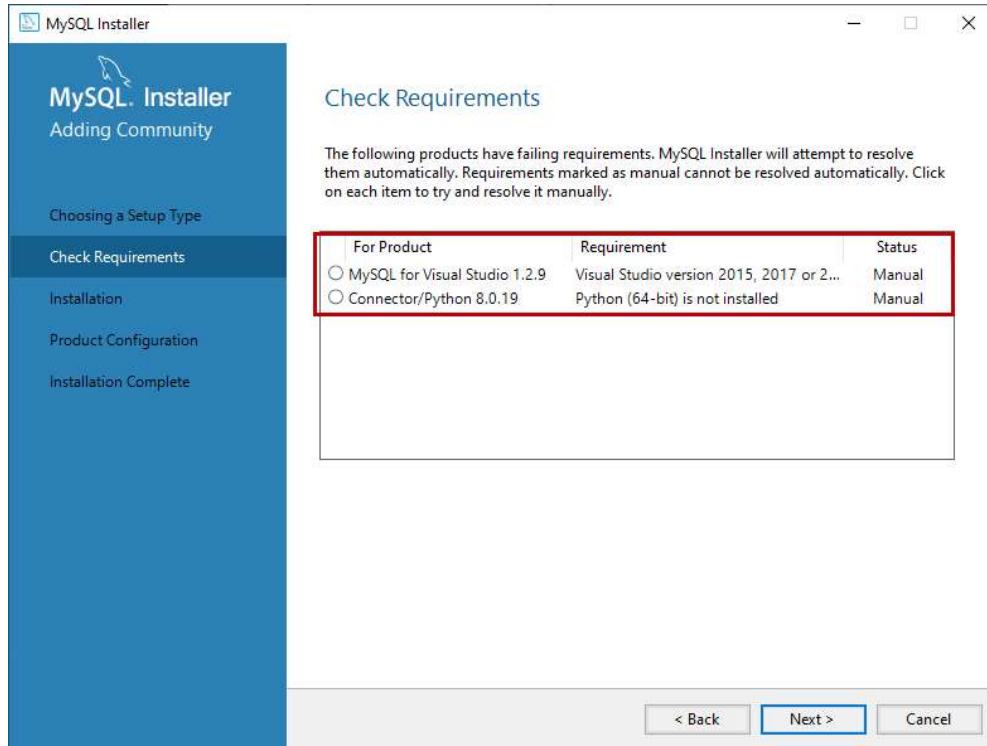 MySQL Installer
MySQL. Installer
Adding Community
Choosing a Setup Type
Check Requirements
Installation
Product Configuration
Installation Complete
Check Requirements
The following products have failing requirements. MySQL Installer will attempt to resolve
them automatically. Requirements marked as manual cannot be resolved automatically. Click
on each item to try and resolve it manually.
For Product Requirement Status
MySQL for Visual Studio 1.2.9 Visual Studio version 2015, 2017 or 2... Manual
Connector/Python 8.0.19 Python (64-bit) is not installed Manual
< Back Next > Cancel